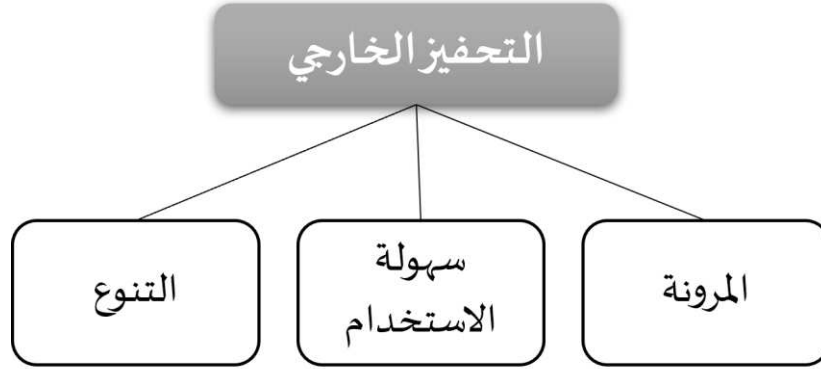 التحفيز الخارجي
المرونة
سهولة
الاستخدام
التنوع